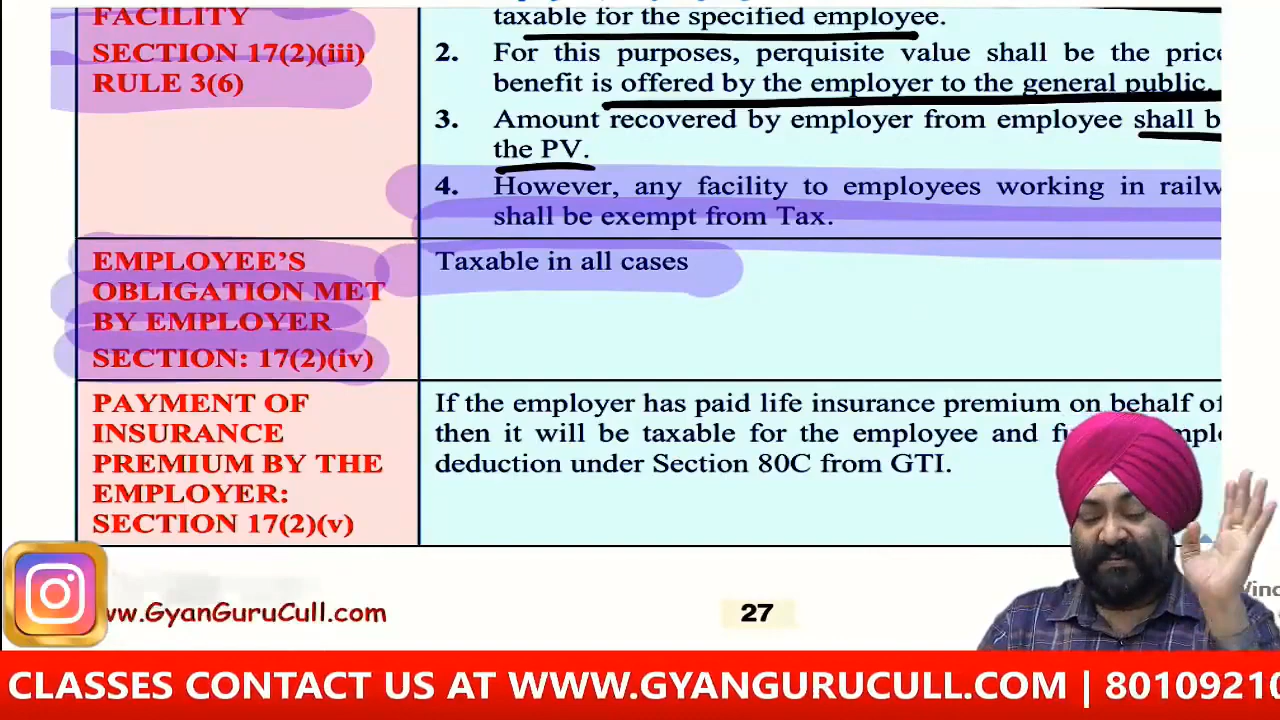 FACILITY
SECTION 17(2)(iii)
RULE 3(6)
taxable for the specified employee.
2. For this purposes, perquisite value shall be the price
benefit is offered by the employer to the general public.
3. Amount recovered by employer from employee shall b
the PV.
4. However, any facility to employees working in railw
shall be exempt from Tax.
EMPLOYEE’S
OBLIGATION MET
BY EMPLOYER
SECTION: 17(2)(iv)
Taxable in all cases
PAYMENT OF
INSURANCE
PREMIUM BY THE
EMPLOYER:
SECTION 17(2)(v)
If the employer has paid life insurance premium on behalf of
then it will be taxable for the employee and
deduction under Section 80C from GTI.
ww.GyanGuruCull.com
27
CLASSES CONTACT US AT WWW.GYANGURUCULL.COM | 80109210